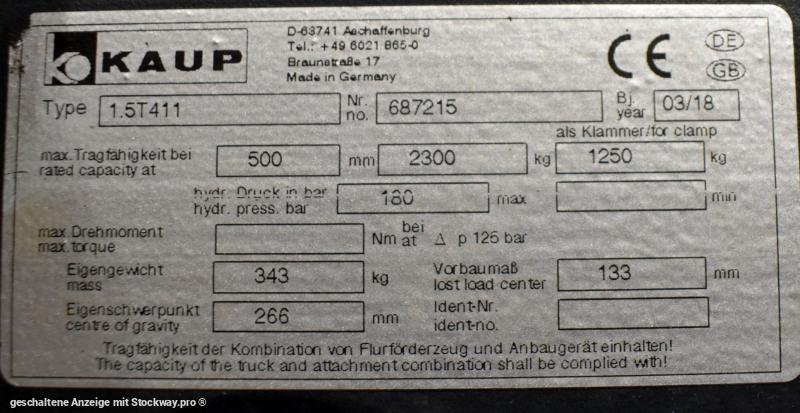 KAUP
D-63741 Aschaffenburg
Tel.: +49 6021 865-0
Braunstraße 17
Made in Germany
CE
DE
GB
Type 1.5T411 Nr. no. 687215 Bj. year 03/18
als Klammer/for clamp
max. Tragfähigkeit bei 500 mm 2300 kg 1250 kg
rated capacity at
hydr. Druck in bar 180 max min
hydr. press. bar
max. Drehmoment Nm bei Δ p 125 bar
max. torque at
Eigengewicht 343 kg Vorbaumaß 133 mm
mass lost load center
Eigenschwerpunkt 266 mm Ident-Nr.
centre of gravity ident-no.
Tragfähigkeit der Kombination von Flurförderzeug und Anbaugerät einhalten!
The capacity of the truck and attachment combination shall be complied with!
geschaltene Anzeige mit Stockway.pro ®